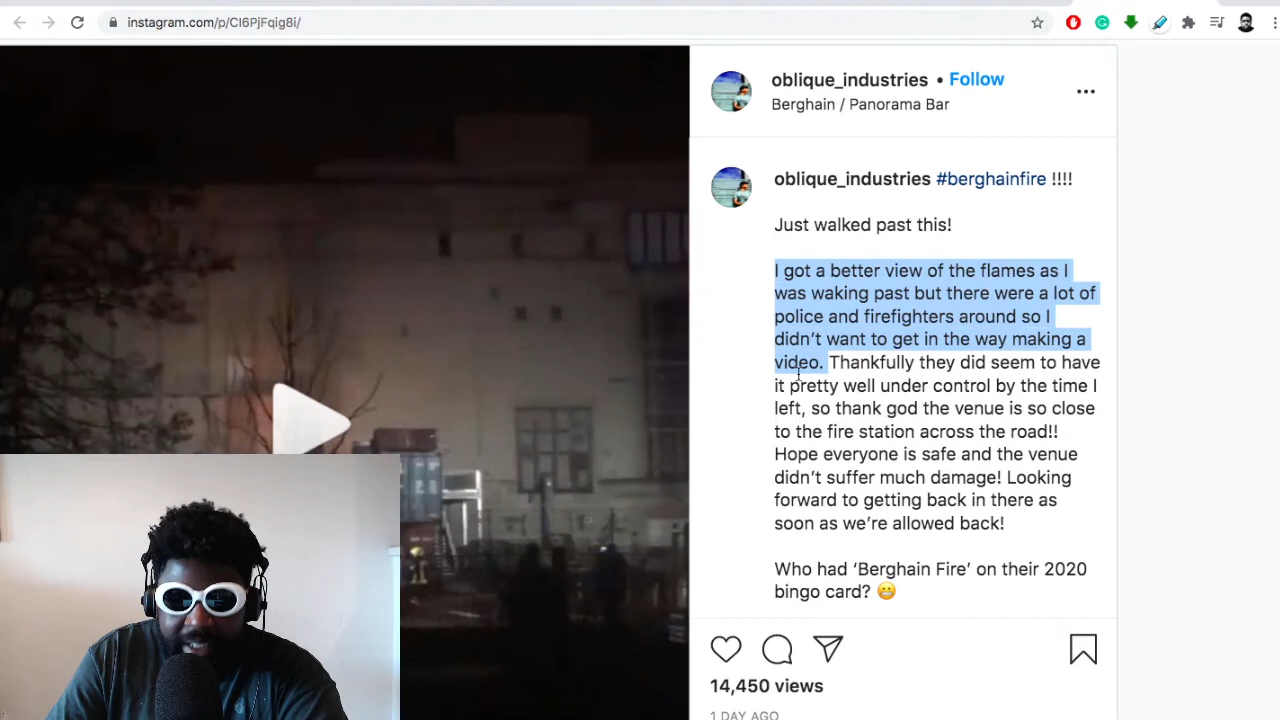 instagram.com/p/CI6PjFqig8i/
oblique_industries • Follow
Berghain / Panorama Bar
oblique_industries #berghainfire !!!!
Just walked past this!
I got a better view of the flames as I
was waking past but there were a lot of
police and firefighters around so I
didn’t want to get in the way making a
video. Thankfully they did seem to have
it pretty well under control by the time I
left, so thank god the venue is so close
to the fire station across the road!!
Hope everyone is safe and the venue
didn’t suffer much damage! Looking
forward to getting back in there as
soon as we’re allowed back!
Who had ‘Berghain Fire’ on their 2020
bingo card? 😬
14,450 views
1 DAY AGO